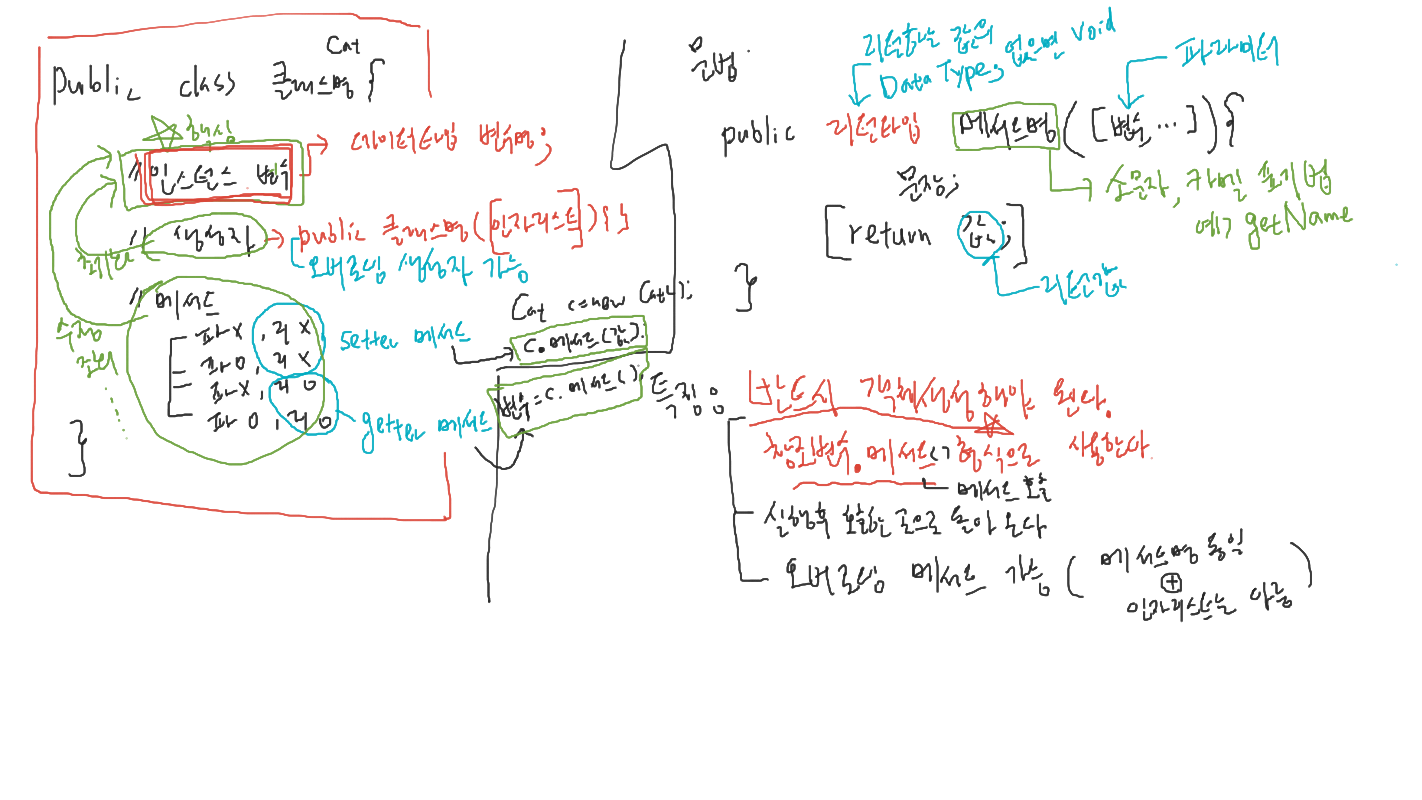 Cat
public class 클래스명 {
핵심
// 인스턴스 변수
데이터타입 변수명;
// 생성자
public 클래스명([인자리스트]) { }
오버로딩 생성자 가능
초기화
// 메서드
파 X, 리 X
파 O, 리 X
파 X, 리 O
파 O, 리 O
}
수정
setter 메서드
getter 메서드
Cat c=new Cat();
c.메서드(값).
변수=c.메서드();
문법.
리턴하는 값의
Data Type, 없으면 void
파라미터
public 리턴타입 메서드명([변수,...]) {
문장;
[return 값;]
}
소문자, 카멜 표기법
예) getName
리턴값
특징
반드시 객체생성해야 된다.
참조변수.메서드() 형식으로 사용한다.
메서드 호출
실행후 호출한 곳으로 돌아 온다
오버로딩 메서드 가능 (메서드명 동일
+
인자리스트는 다름)